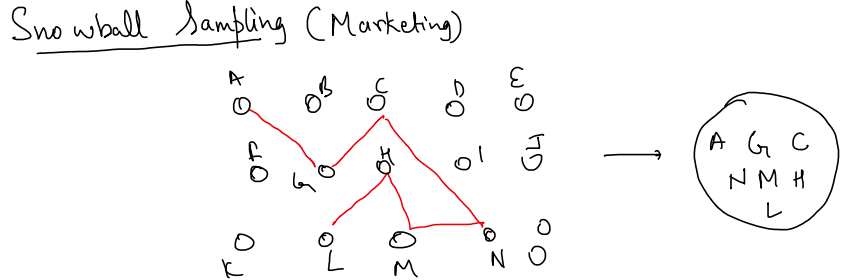 Snowball Sampling (Marketing)
A B C D E
F G H I J
K L M N O
A G C
N M H
L